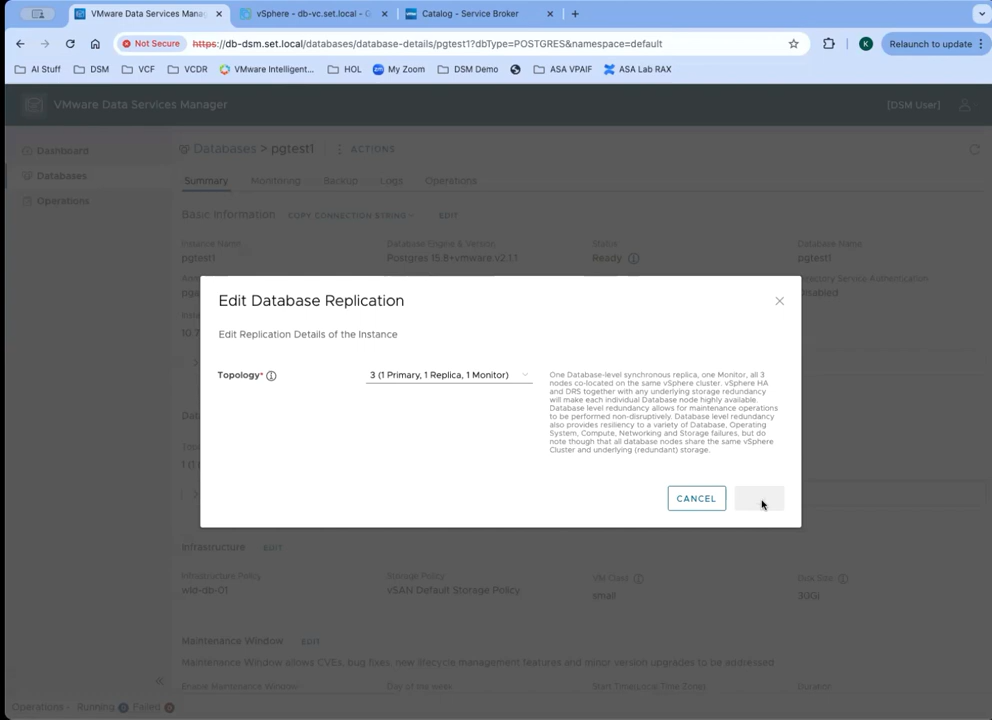 VMware Data Services Manag
vSphere - db-vc.set.local - C
Catalog - Service Broker
Not Secure
https://db-dsm.set.local/databases/database-details/pgtest1?dbType=POSTGRES&namespace=default
K
Relaunch to update
AI Stuff
DSM
VCF
VCDR
VMware Intelligent...
HOL
My Zoom
DSM Demo
ASA VPAIF
ASA Lab RAX
VMware Data Services Manager
[DSM User]
Dashboard
Databases
Operations
Databases > pgtest1
ACTIONS
Summary
Monitoring
Backup
Logs
Operations
Basic Information
COPY CONNECTION STRING
EDIT
Instance Name
Database Engine & Version
Status
Database Name
pgtest1
Postgres 15.8+vmware v2.1.1
Ready
pgtest1
Directory Service Authentication
Disabled
Edit Database Replication
Edit Replication Details of the Instance
Topology*
3 (1 Primary, 1 Replica, 1 Monitor)
One Database-level synchronous replica, one Monitor, all 3
nodes co-located on the same vSphere cluster. vSphere HA
and DRS together with any underlying storage redundancy
will make each individual Database node highly available.
Database level redundancy allows for maintenance operations
to be performed non-disruptively. Database level redundancy
also provides resiliency to a variety of Database, Operating
System, Compute, Networking and Storage failures, but do
note though that all database nodes share the same vSphere
Cluster and underlying (redundant) storage.
CANCEL
Infrastructure
EDIT
Infrastructure Policy
Storage Policy
VM Class
Disk Size
wld-db-01
vSAN Default Storage Policy
small
30Gi
Maintenance Window
EDIT
Maintenance Window allows CVEs, bug fixes, new lifecycle management features and minor version upgrades to be addressed
Enable Maintenance Window
Day of the week
Start Time(Local Time Zone)
Duration
Operations
Running
0
Failed
0